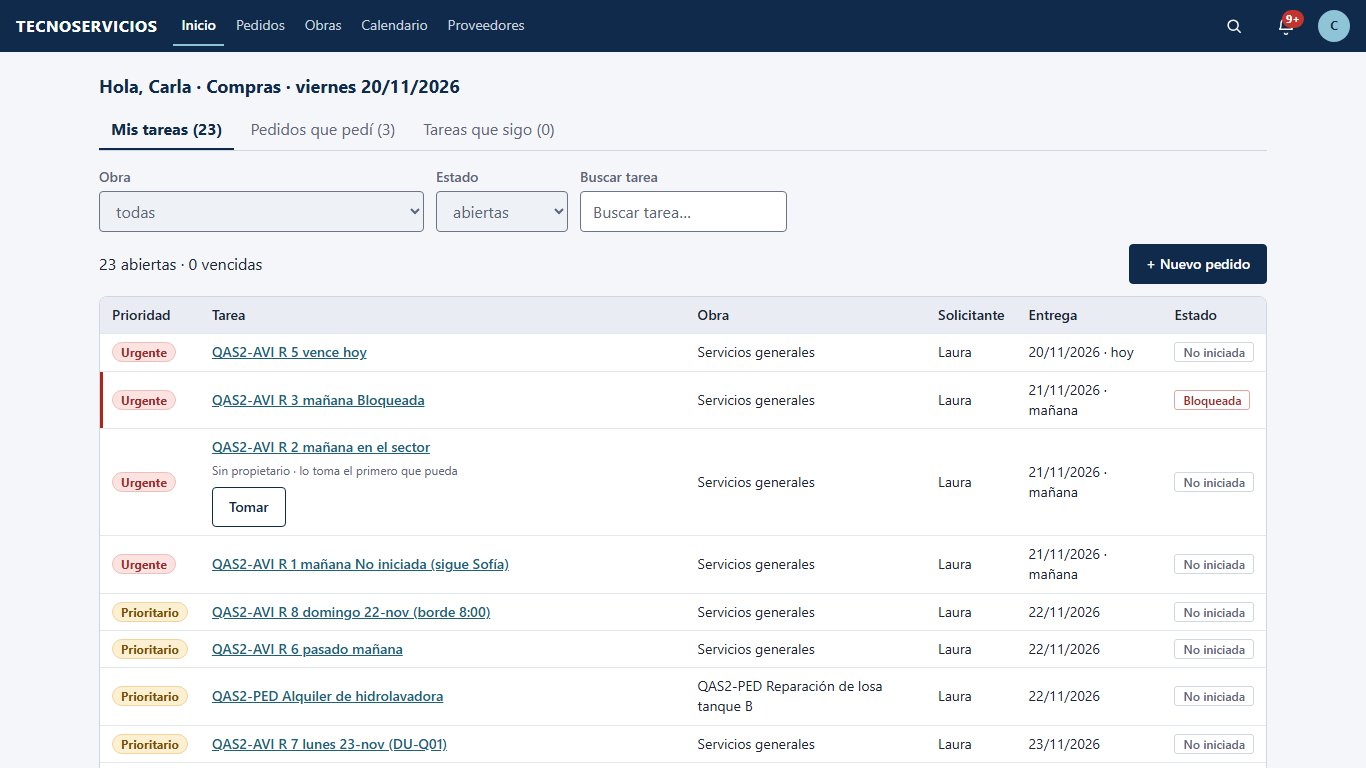 TECNOSERVICIOS Inicio Pedidos Obras Calendario Proveedores 9+ C
Hola, Carla · Compras · viernes 20/11/2026
Mis tareas (23) Pedidos que pedí (3) Tareas que sigo (0)
Obra Estado Buscar tarea
todas abiertas Buscar tarea...
23 abiertas · 0 vencidas + Nuevo pedido
Prioridad Tarea Obra Solicitante Entrega Estado
Urgente QAS2-AVI R 5 vence hoy Servicios generales Laura 20/11/2026 · hoy No iniciada
Urgente QAS2-AVI R 3 mañana Bloqueada Servicios generales Laura 21/11/2026 · mañana Bloqueada
Urgente QAS2-AVI R 2 mañana en el sector
Sin propietario · lo toma el primero que pueda
Tomar
Servicios generales Laura 21/11/2026 · mañana No iniciada
Urgente QAS2-AVI R 1 mañana No iniciada (sigue Sofía) Servicios generales Laura 21/11/2026 · mañana No iniciada
Prioritario QAS2-AVI R 8 domingo 22-nov (borde 8:00) Servicios generales Laura 22/11/2026 No iniciada
Prioritario QAS2-AVI R 6 pasado mañana Servicios generales Laura 22/11/2026 No iniciada
Prioritario QAS2-PED Alquiler de hidrolavadora QAS2-PED Reparación de losa tanque B Laura 22/11/2026 No iniciada
Prioritario QAS2-AVI R 7 lunes 23-nov (DU-Q01) Servicios generales Laura 23/11/2026 No iniciada